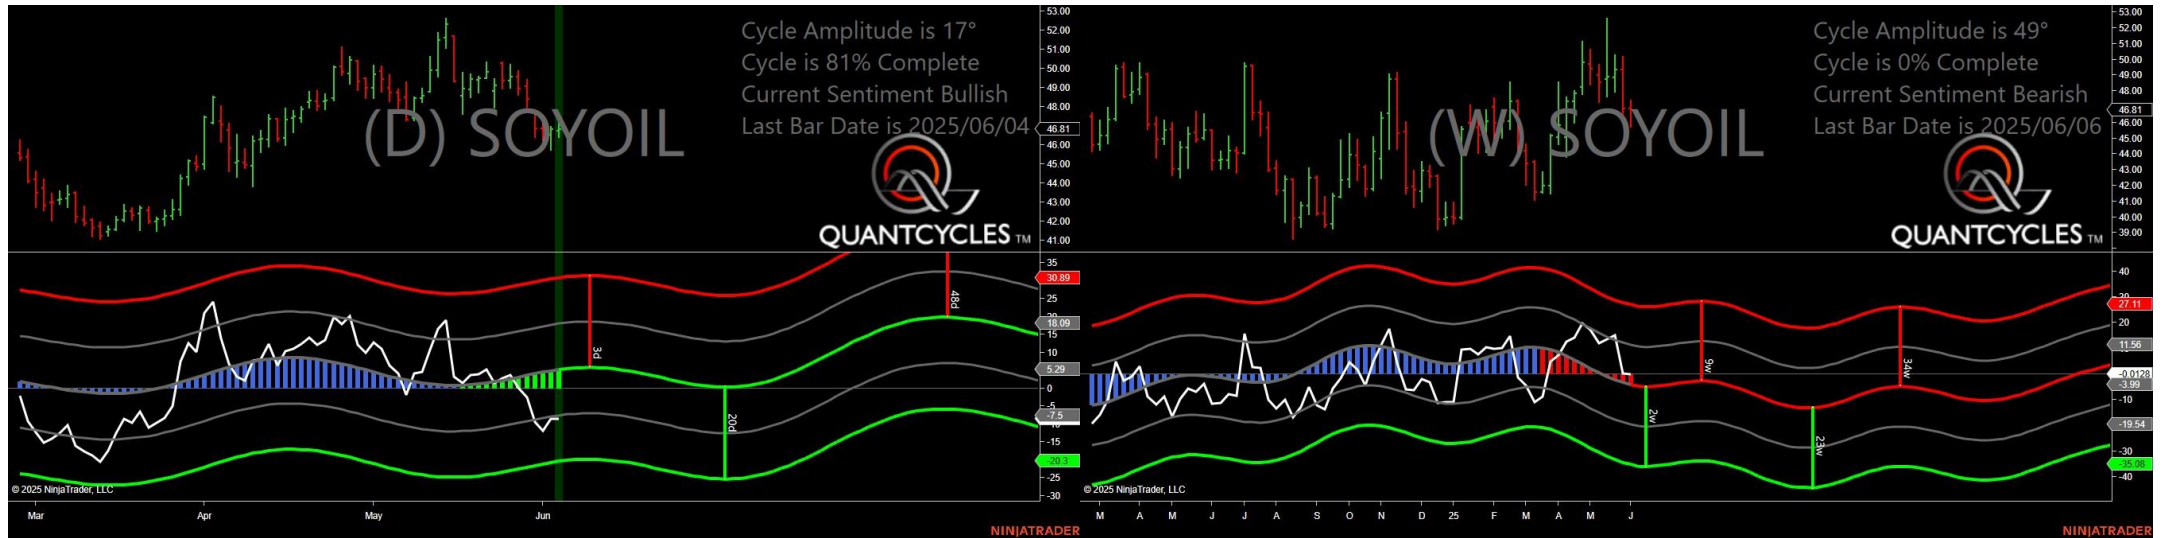 Cycle Amplitude is 17°
Cycle is 81% Complete
Current Sentiment Bullish
Last Bar Date is 2025/06/04
(D) SOYOIL
QUANTCYCLES TM
53.00
52.00
51.00
50.00
49.00
48.00
46.81
46.00
45.00
44.00
43.00
42.00
41.00
35
30.89
25
18.09
15
10
5.29
0
-5
-7.5
-15
-20.3
-25
-30
3d
20d
48d
© 2025 NinjaTrader, LLC
Mar Apr May Jun
NINJATRADER
Cycle Amplitude is 49°
Cycle is 0% Complete
Current Sentiment Bearish
Last Bar Date is 2025/06/06
(W) SOYOIL
QUANTCYCLES TM
53.00
52.00
51.00
50.00
49.00
48.00
46.81
46.00
45.00
44.00
43.00
42.00
41.00
40.00
39.00
40
27.11
20
11.56
-0.0128
-3.99
-10
-19.54
-30
-35.08
-40
2w
9w
23w
34w
© 2025 NinjaTrader, LLC
M A M J J A S O N D 25 F M A M J
NINJATRADER